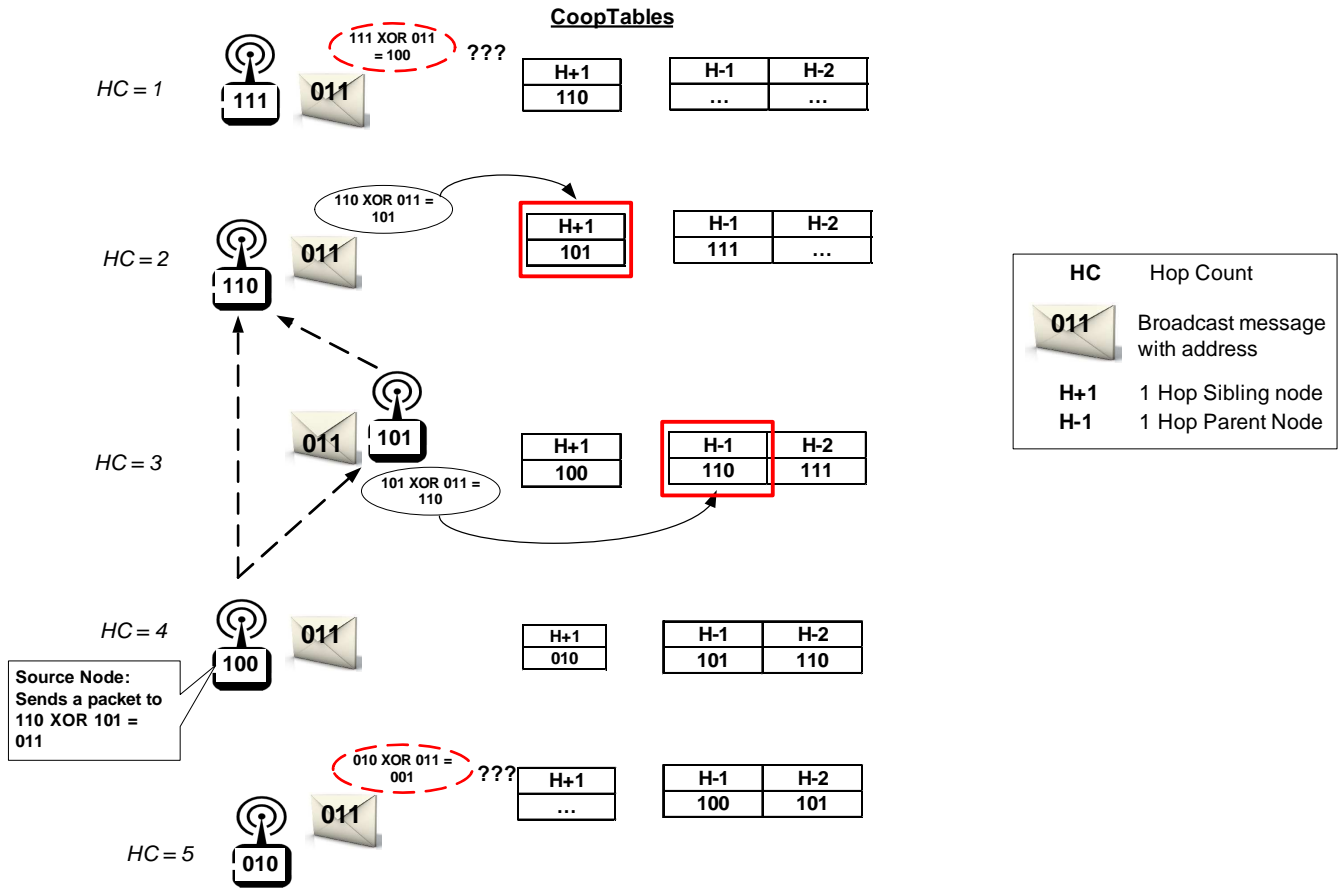 CoopTables
111 XOR 011
= 100
???
HC = 1
111
011
H+1
110
H-1 H-2
... ...
110 XOR 011 =
101
HC = 2
110
011
H+1
101
H-1 H-2
111 ...
HC Hop Count
011
Broadcast message
with address
H+1 1 Hop Sibling node
H-1 1 Hop Parent Node
HC = 3
011
101
101 XOR 011 =
110
H+1
100
H-1 H-2
110 111
HC = 4
100
011
H+1
010
H-1 H-2
101 110
Source Node:
Sends a packet to
110 XOR 101 =
011
010 XOR 011 =
001
???
HC = 5
010
011
H+1
...
H-1 H-2
100 101